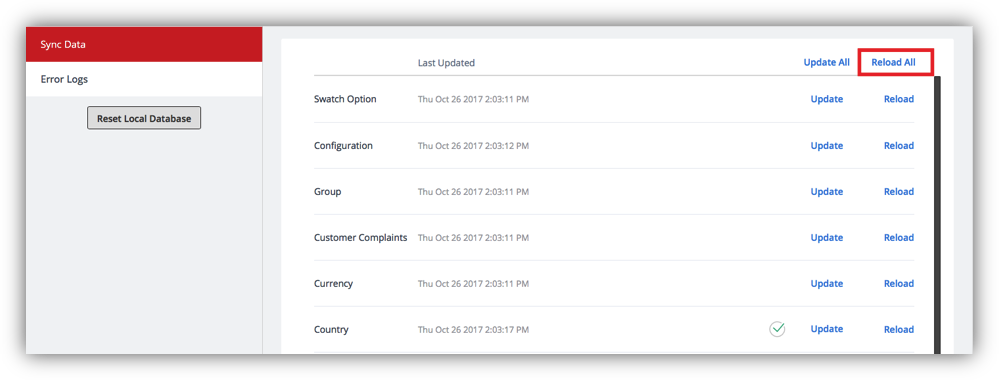 Sync Data
Error Logs
Reset Local Database
Last Updated Update All Reload All
Swatch Option Thu Oct 26 2017 2:03:11 PM Update Reload
Configuration Thu Oct 26 2017 2:03:12 PM Update Reload
Group Thu Oct 26 2017 2:03:11 PM Update Reload
Customer Complaints Thu Oct 26 2017 2:03:11 PM Update Reload
Currency Thu Oct 26 2017 2:03:11 PM Update Reload
Country Thu Oct 26 2017 2:03:17 PM Update Reload